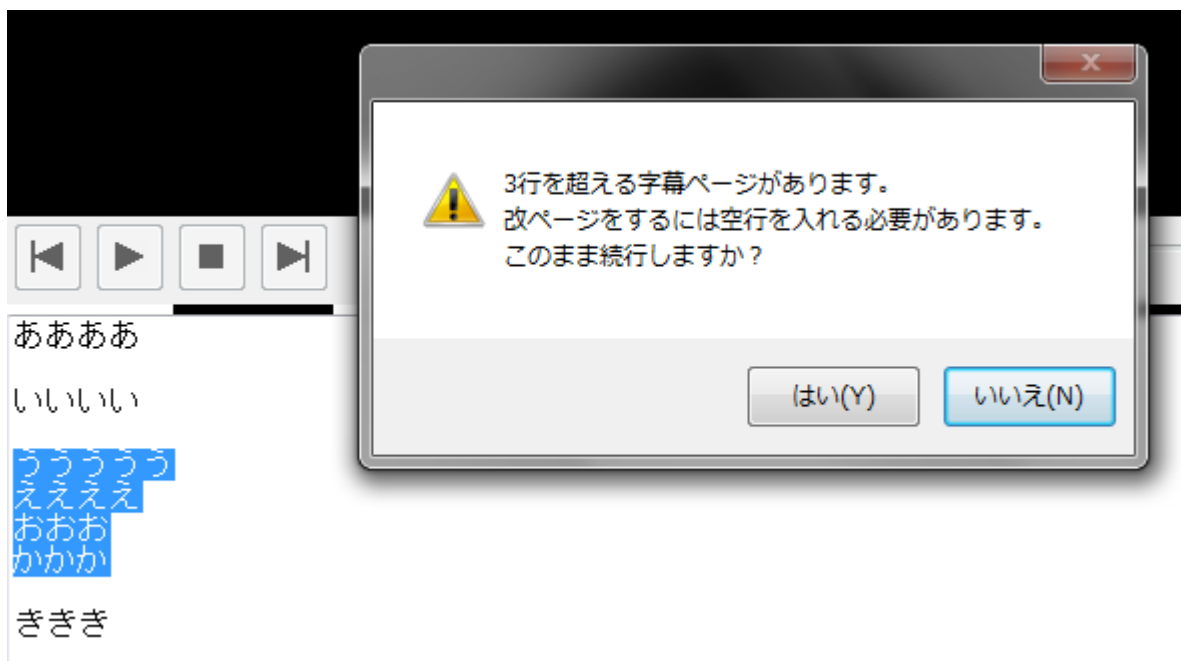 3行を超える字幕ページがあります。
改ページをするには空行を入れる必要があります。
このまま続行しますか？
はい(Y)
いいえ(N)
ああああ
いいいい
ううううう
ええええ
おおお
かかか
ききき